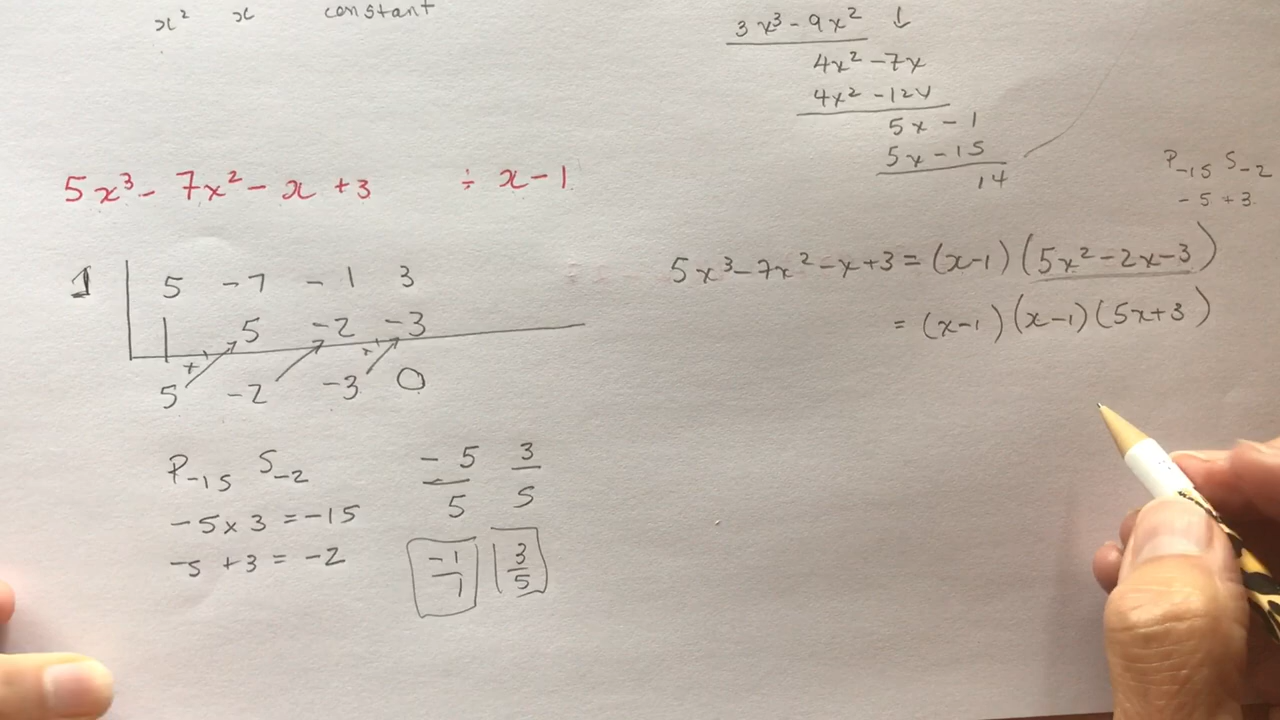 x² x constant
3x³ - 9x² ↓
4x² - 7x
4x² - 12x
5x - 1
5x - 15
14
5x³ - 7x² - x + 3 ÷ x - 1
1 5 -7 -1 3
5 -2 -3
5 -2 -3 0
P₋₁₅ S₋₂
-5 x 3 = -15
-5 + 3 = -2
-5/5 3/5
-1/1 3/5
P₋₁₅ S₋₂
-5 + 3
5x³ - 7x² - x + 3 = (x-1)(5x² - 2x - 3)
= (x-1)(x-1)(5x+3)